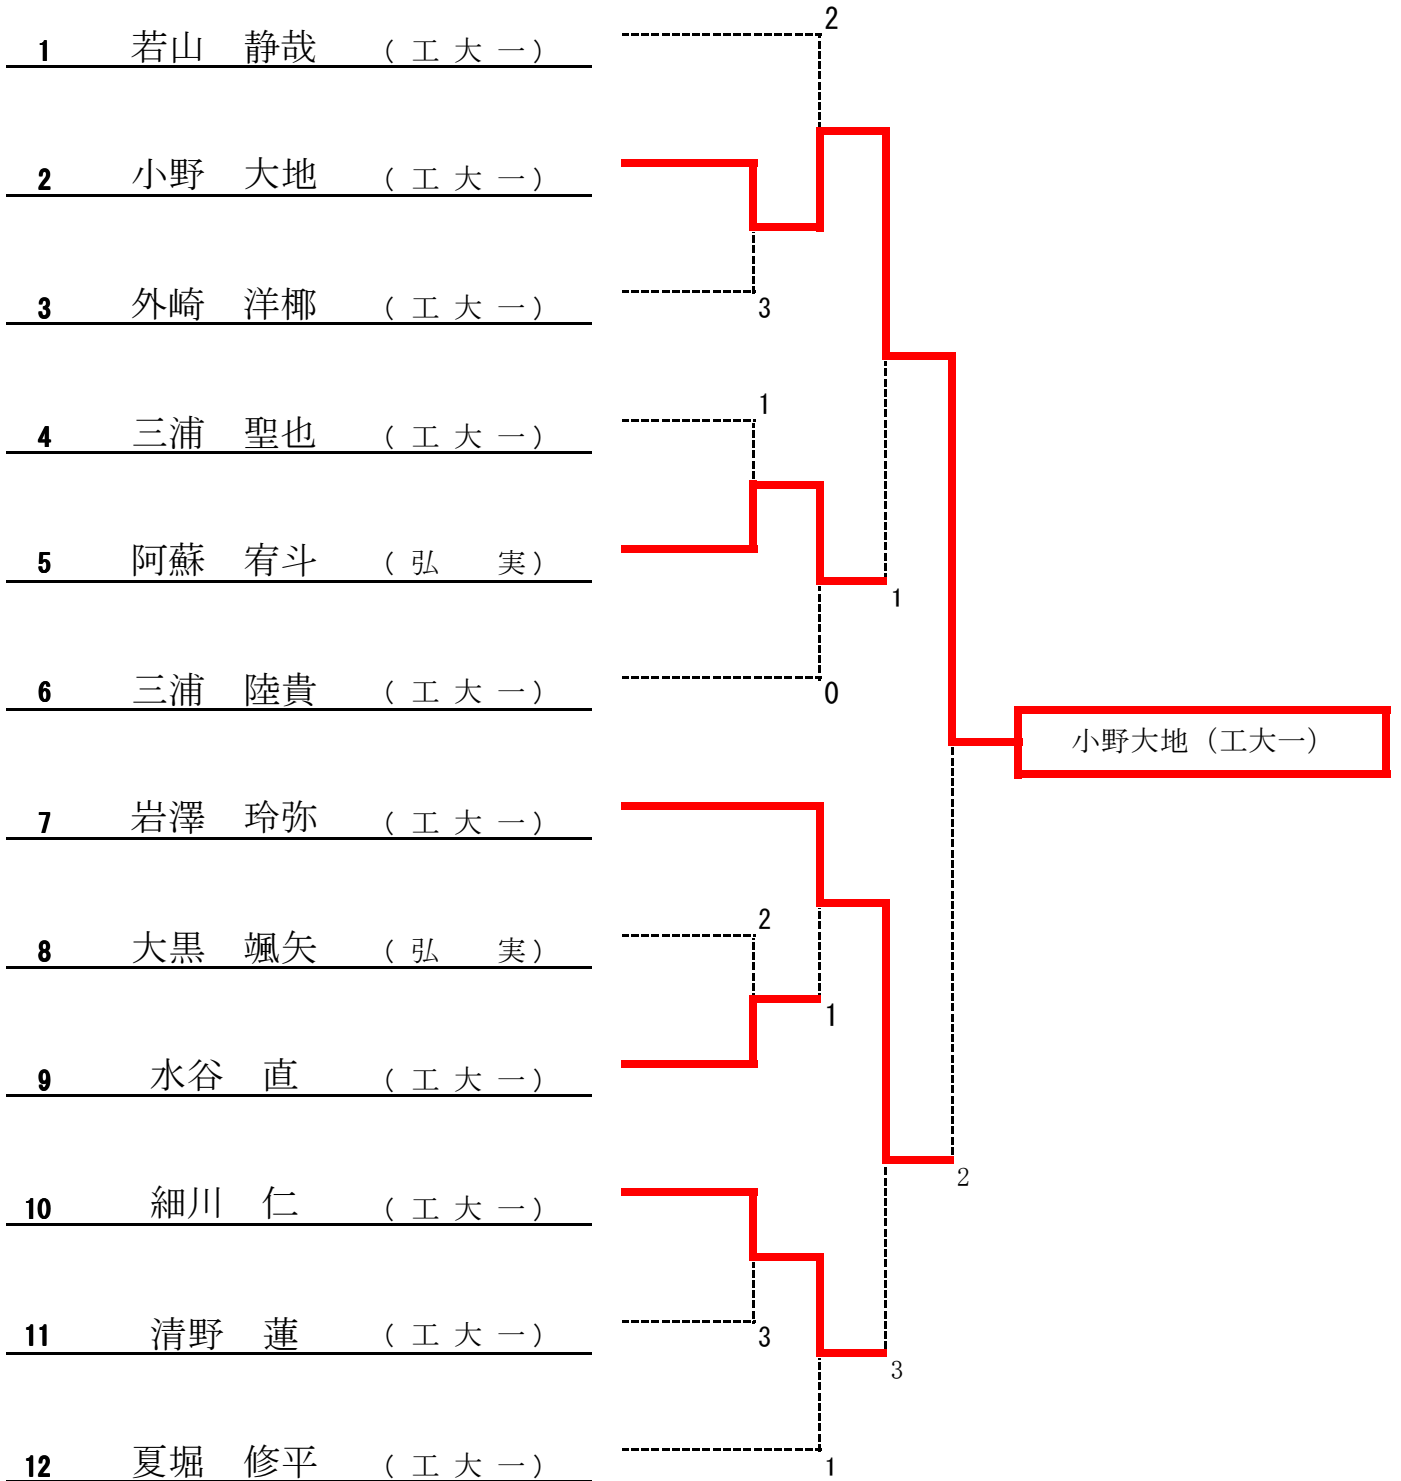 2
1 若山 静哉 (工大一)
2 小野 大地 (工大一)
3 外崎 洋椰 (工大一)
3
1
4 三浦 聖也 (工大一)
5 阿蘇 宥斗 (弘 実)
1
6 三浦 陸貴 (工大一)
0
小野大地（工大一）
7 岩澤 玲弥 (工大一)
2
8 大黒 颯矢 (弘 実)
1
9 水谷 直 (工大一)
2
10 細川 仁 (工大一)
11 清野 蓮 (工大一)
3
3
12 夏堀 修平 (工大一)
1